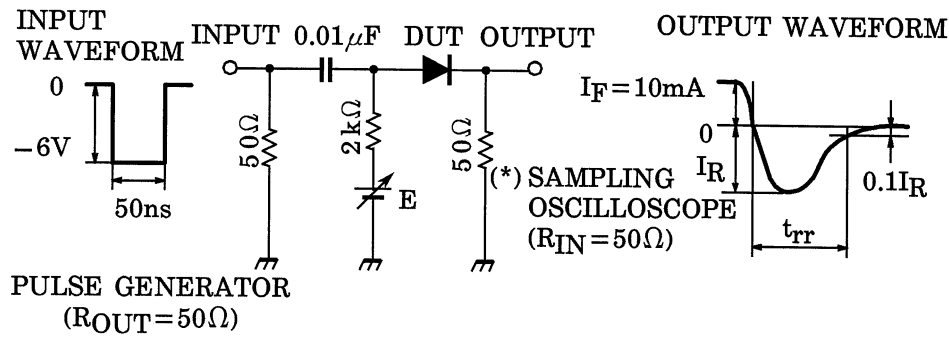 INPUT
WAVEFORM
0
−6V
50ns
INPUT 0.01μF DUT OUTPUT
50Ω
2kΩ
E
50Ω
(*) SAMPLING
OSCILLOSCOPE
(RIN=50Ω)
PULSE GENERATOR
(ROUT=50Ω)
OUTPUT WAVEFORM
IF=10mA
0
IR
0.1IR
trr